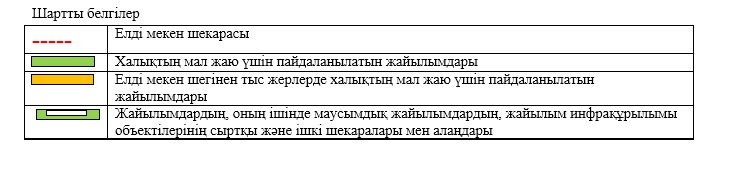 Шартты белгілер
Елді мекен шекарасы
Халықтың мал жаю үшін пайдаланылатын жайылымдары
Елді мекен шегінен тыс жерлерде халықтың мал жаю үшін пайдаланылатын
жайылымдары
Жайылымдардың, оның ішінде маусымдық жайылымдардың, жайылым инфрақұрылымы
объектілерінің сыртқы және ішкі шекаралары мен алаңдары